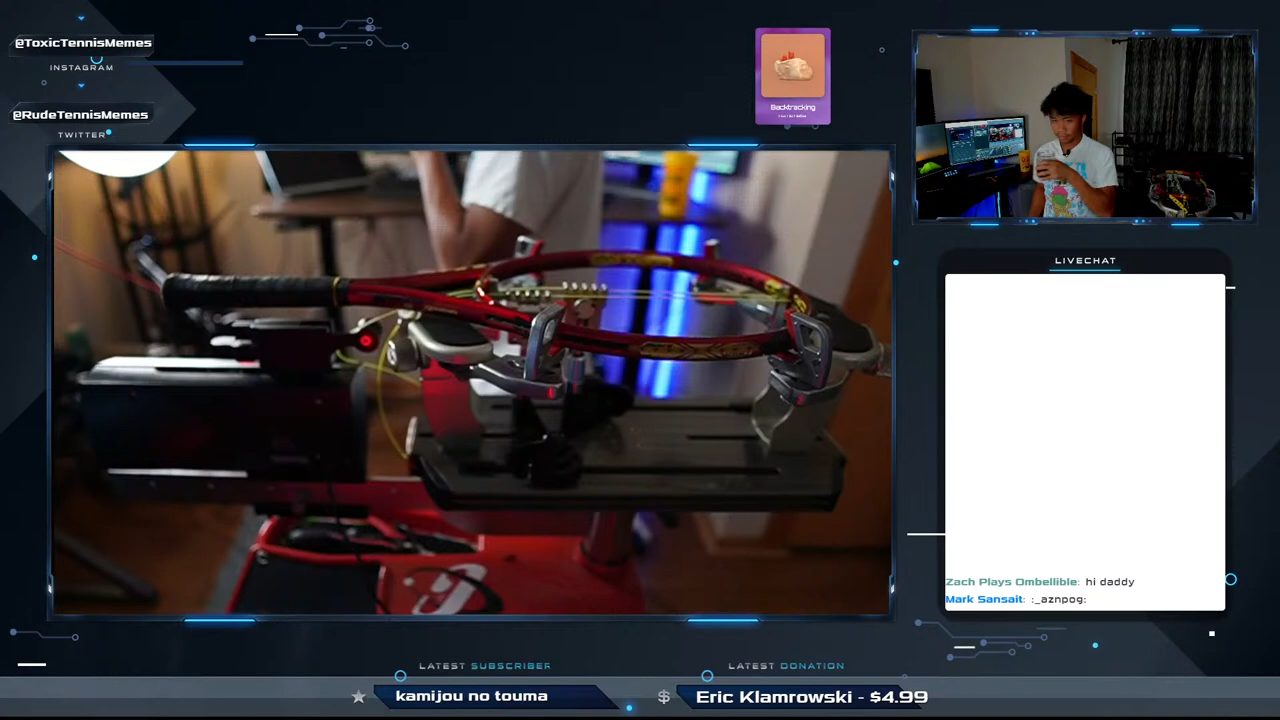 @ToxicTennisMemes
INSTAGRAM
@RudeTennisMemes
TWITTER
Backtracking
LIVECHAT
Zach Plays Ombellible: hi daddy
Mark Sansait: :_aznpog:
LATEST SUBSCRIBER
kamijou no touma
LATEST DONATION
$ Eric Klamrowski - $4.99